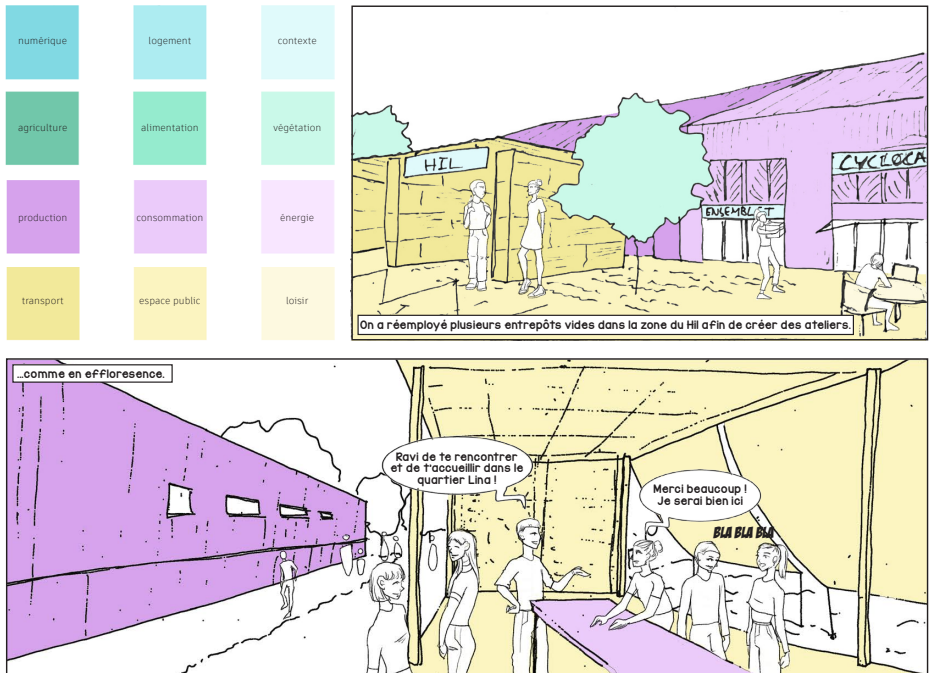 numérique
logement
contexte
agriculture
alimentation
végétation
production
consommation
énergie
transport
espace public
loisir
HIL
CYCLOCA
ENSEMBLET
On a réemployé plusieurs entrepôts vides dans la zone du Hil afin de créer des ateliers.
...comme en effloresence.
Ravi de te rencontrer
et de t'accueillir dans le
quartier Lina !
Merci beaucoup !
Je serai bien ici
BLA BLA BLA